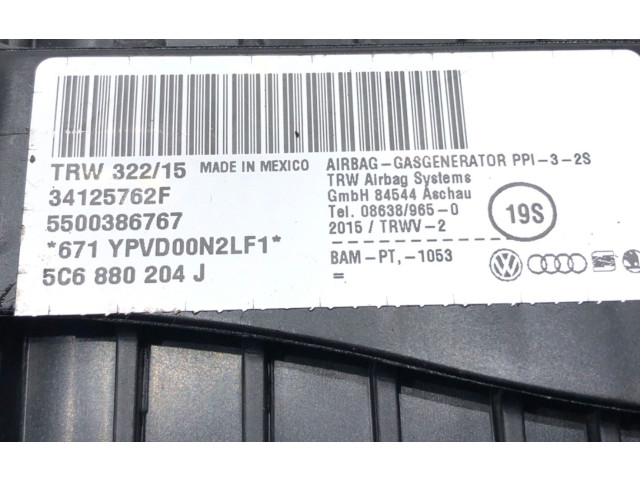 TRW 322/15 MADE IN MEXICO
34125762F
5500386767
*671 YPVD00N2LF1*
5C6 880 204 J
AIRBAG-GASGENERATOR PPI-3-2S
TRW Airbag Systems
GmbH 84544 Aschau
Tel. 08638/965-0
2015 / TRWV-2
19S
BAM-PT,-1053
=